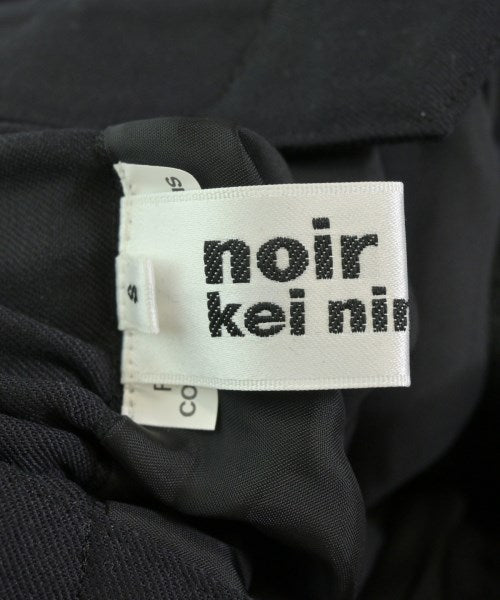 noir
kei nin
S